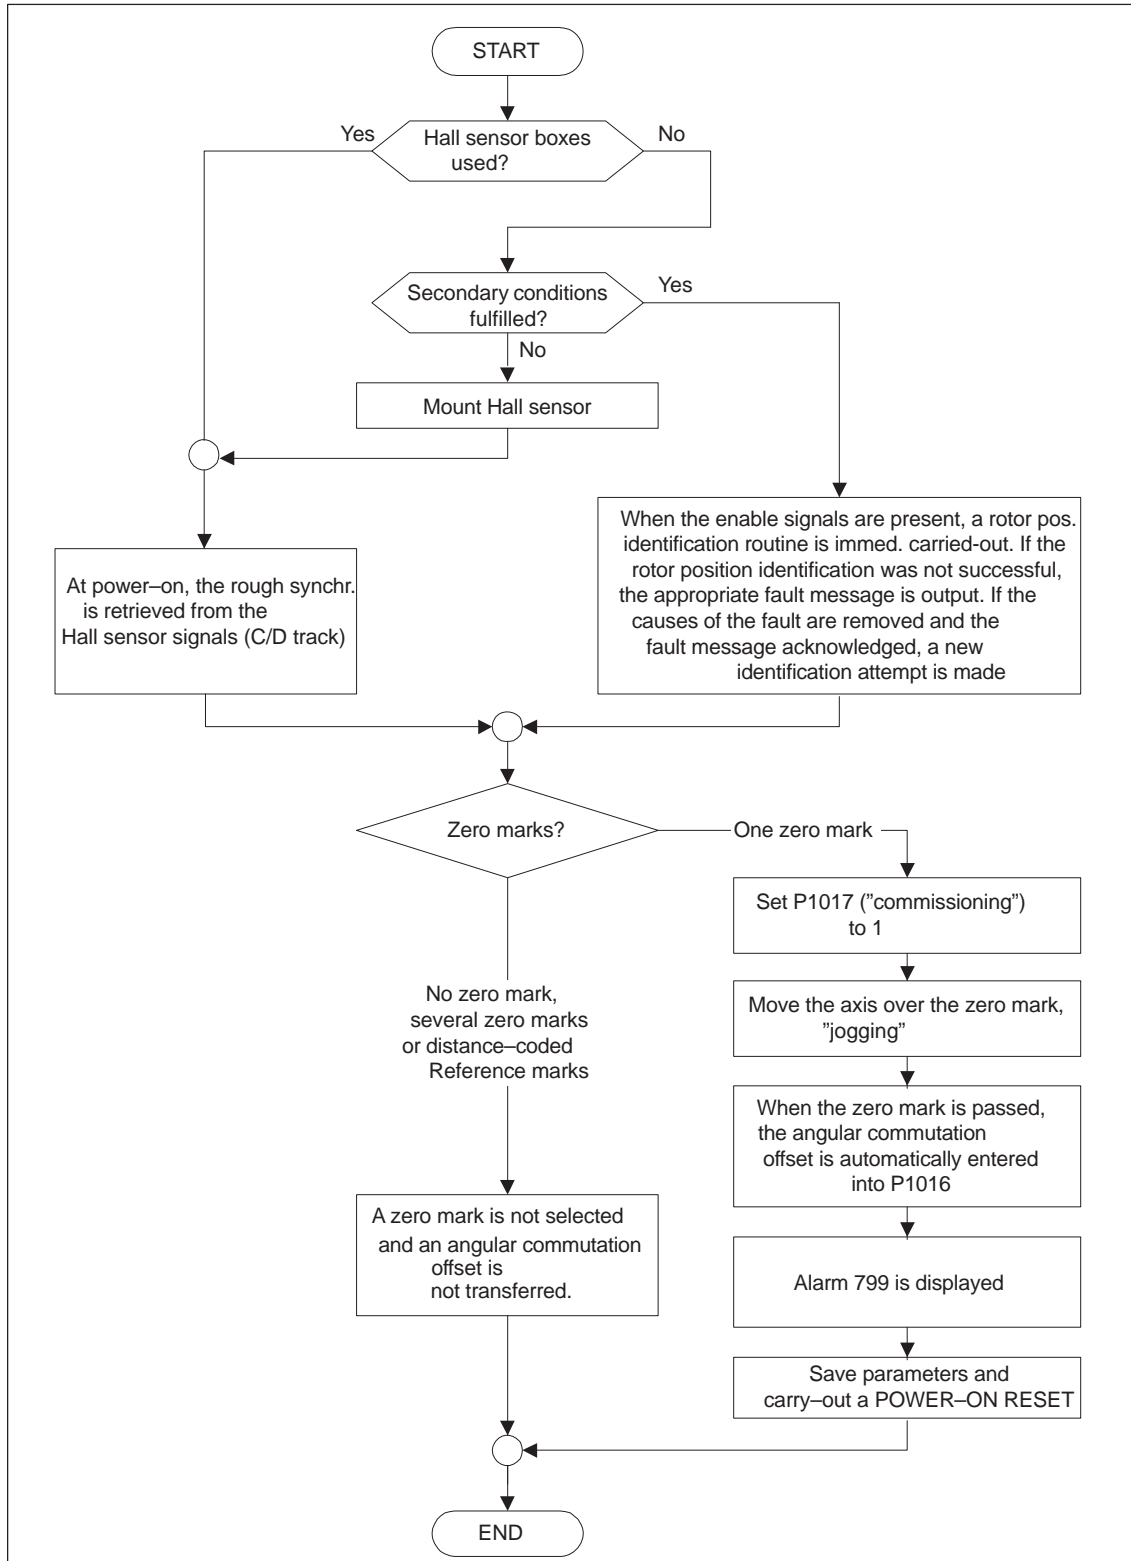 START
Yes
Hall sensor boxes
used?
No
Secondary conditions
fulfilled?
Yes
No
Mount Hall sensor
At power–on, the rough synchr.
is retrieved from the
Hall sensor signals (C/D track)
When the enable signals are present, a rotor pos.
identification routine is immed. carried-out. If the
rotor position identification was not successful,
the appropriate fault message is output. If the
causes of the fault are removed and the
fault message acknowledged, a new
identification attempt is made
Zero marks?
One zero mark
Set P1017 (”commissioning”)
to 1
Move the axis over the zero mark,
”jogging”
No zero mark,
several zero marks
or distance–coded
Reference marks
When the zero mark is passed,
the angular commutation
offset is automatically entered
into P1016
A zero mark is not selected
and an angular commutation
offset is
not transferred.
Alarm 799 is displayed
Save parameters and
carry–out a POWER–ON RESET
END